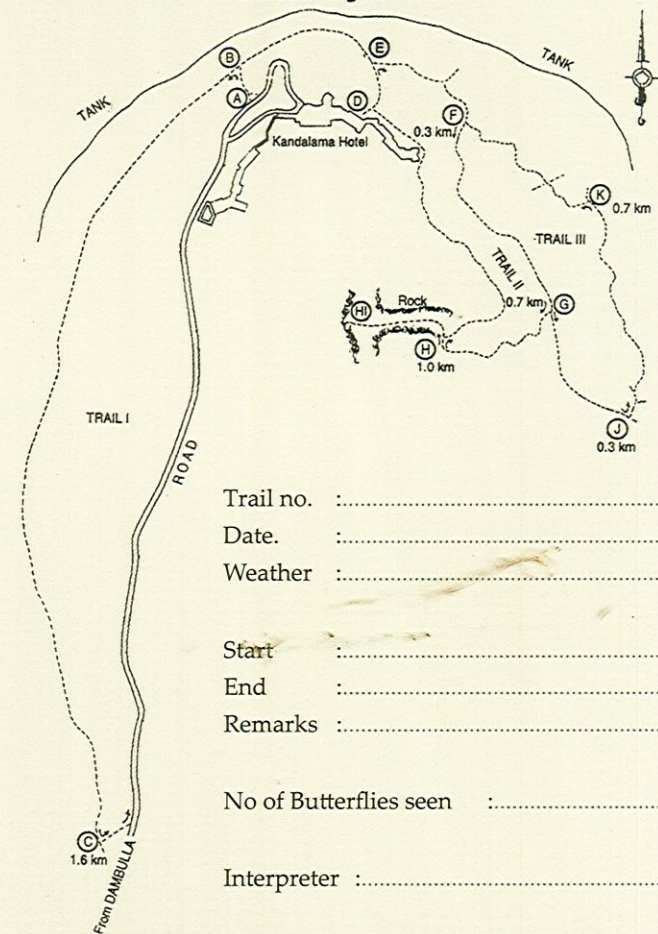 TANK
TANK
B
E
A
D
F
0.3 km
Kandalama Hotel
K
0.7 km
TRAIL III
TRAIL II
HI
Rock
0.7 km
G
H
1.0 km
TRAIL I
J
0.3 km
ROAD
Trail no. :
Date. :
Weather :
Start :
End :
Remarks :
No of Butterflies seen :
C
1.6 km
Interpreter :
From DAMBULLA